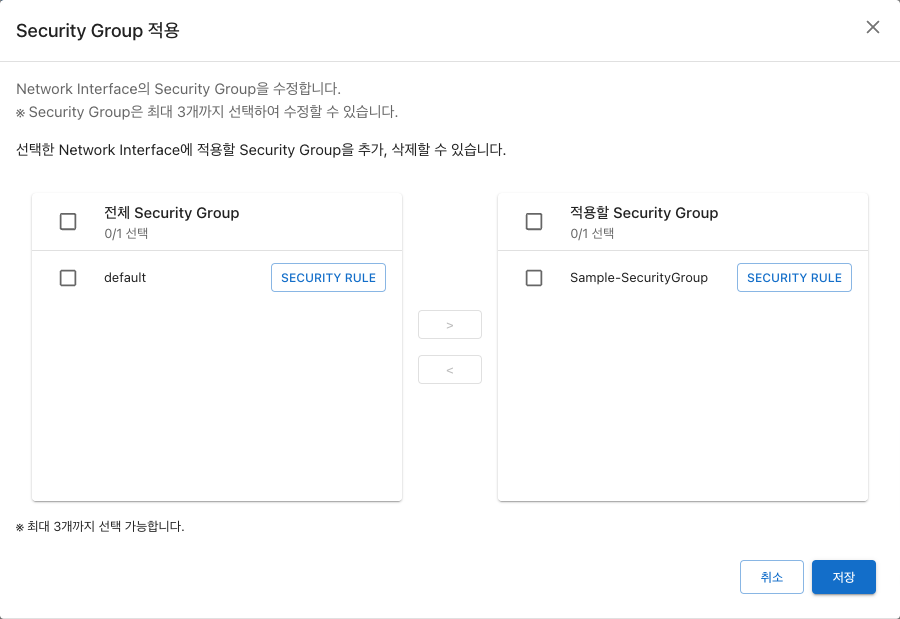 Security Group 적용
Network Interface의 Security Group을 수정합니다.
※ Security Group은 최대 3개까지 선택하여 수정할 수 있습니다.
선택한 Network Interface에 적용할 Security Group을 추가, 삭제할 수 있습니다.
전체 Security Group
0/1 선택
default
SECURITY RULE
>
<
적용할 Security Group
0/1 선택
Sample-SecurityGroup
SECURITY RULE
※ 최대 3개까지 선택 가능합니다.
취소
저장